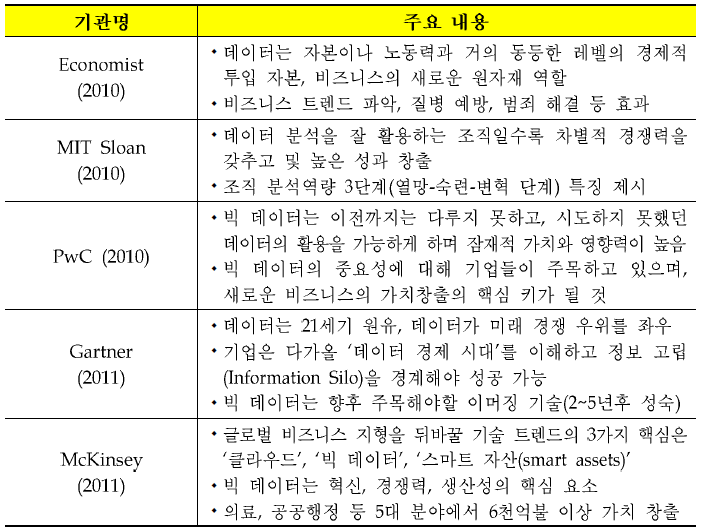 기관명 주요 내용
Economist
(2010)
• 데이터는 자본이나 노동력과 거의 동등한 레벨의 경제적
투입 자본, 비즈니스의 새로운 원자재 역할
• 비즈니스 트렌드 파악, 질병 예방, 범죄 해결 등 효과
MIT Sloan
(2010)
• 데이터 분석을 잘 활용하는 조직일수록 차별적 경쟁력을
갖추고 및 높은 성과 창출
• 조직 분석역량 3단계(열망-숙련-변혁 단계) 특징 제시
PwC (2010)
• 빅 데이터는 이전까지는 다루지 못하고, 시도하지 못했던
데이터의 활용을 가능하게 하며 잠재적 가치와 영향력이 높음
• 빅 데이터의 중요성에 대해 기업들이 주목하고 있으며,
새로운 비즈니스의 가치창출의 핵심 키가 될 것
Gartner
(2011)
• 데이터는 21세기 원유, 데이터가 미래 경쟁 우위를 좌우
• 기업은 다가올 ‘데이터 경제 시대’를 이해하고 정보 고립
(Information Silo)을 경계해야 성공 가능
• 빅 데이터는 향후 주목해야할 이머징 기술(2~5년후 성숙)
McKinsey
(2011)
• 글로벌 비즈니스 지형을 뒤바꿀 기술 트렌드의 3가지 핵심은
‘클라우드’, ‘빅 데이터’, ‘스마트 자산(smart assets)’
• 빅 데이터는 혁신, 경쟁력, 생산성의 핵심 요소
• 의료, 공공행정 등 5대 분야에서 6천억불 이상 가치 창출